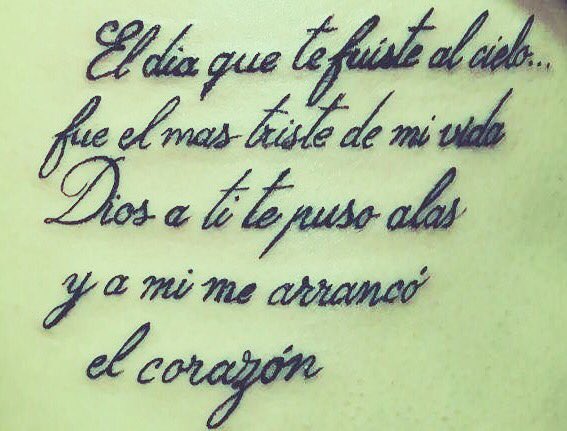 El dia que te fuiste al cielo...
fue el mas triste de mi vida
Dios a ti te puso alas
y a mi me arrancó
el corazón